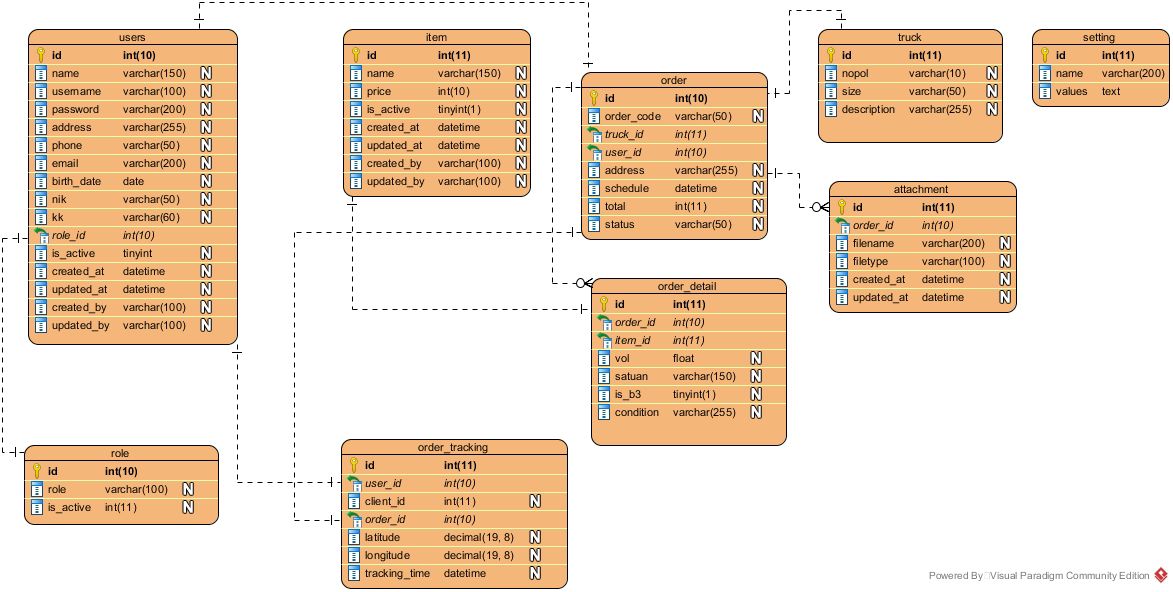 users
id int(10)
name varchar(150) N
username varchar(100) N
password varchar(200) N
address varchar(255) N
phone varchar(50) N
email varchar(200) N
birth_date date N
nik varchar(50) N
kk varchar(60) N
role_id int(10)
is_active tinyint N
created_at datetime N
updated_at datetime N
created_by varchar(100) N
updated_by varchar(100) N
item
id int(11)
name varchar(150) N
price int(10) N
is_active tinyint(1) N
created_at datetime N
updated_at datetime N
created_by varchar(100) N
updated_by varchar(100) N
order
id int(10)
order_code varchar(50) N
truck_id int(11)
user_id int(10)
address varchar(255) N
schedule datetime N
total int(11) N
status varchar(50) N
truck
id int(11)
nopol varchar(10) N
size varchar(50) N
description varchar(255) N
setting
id int(11)
name varchar(200)
values text
attachment
id int(11)
order_id int(10)
filename varchar(200) N
filetype varchar(100) N
created_at datetime N
updated_at datetime N
order_detail
id int(11)
order_id int(10)
item_id int(11)
vol float N
satuan varchar(150) N
is_b3 tinyint(1) N
condition varchar(255) N
role
id int(10)
role varchar(100) N
is_active int(11) N
order_tracking
id int(11)
user_id int(10)
client_id int(11) N
order_id int(10)
latitude decimal(19, 8) N
longitude decimal(19, 8) N
tracking_time datetime N
Powered By Visual Paradigm Community Edition